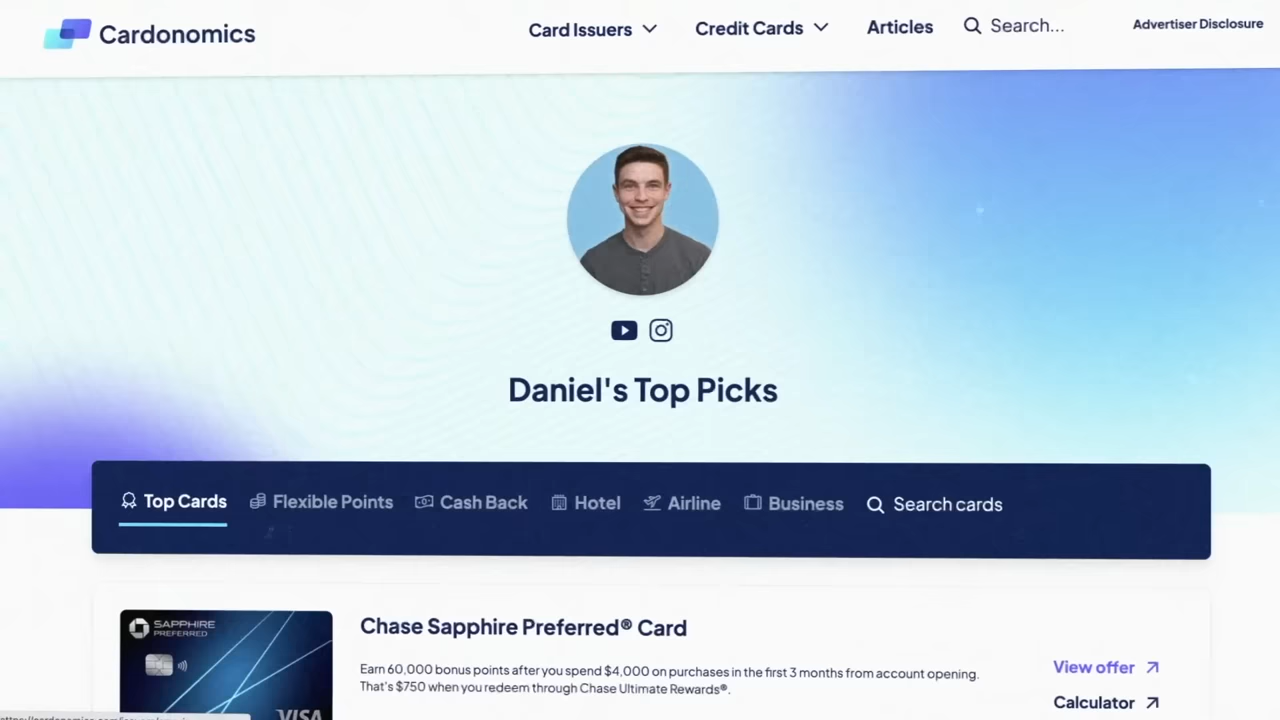 Cardonomics
Card Issuers
Credit Cards
Articles
Search...
Advertiser Disclosure
Daniel's Top Picks
Top Cards
Flexible Points
Cash Back
Hotel
Airline
Business
Search cards
SAPPHIRE
PREFERRED
VISA
Chase Sapphire Preferred® Card
Earn 60,000 bonus points after you spend $4,000 on purchases in the first 3 months from account opening.
That's $750 when you redeem through Chase Ultimate Rewards®.
View offer
Calculator